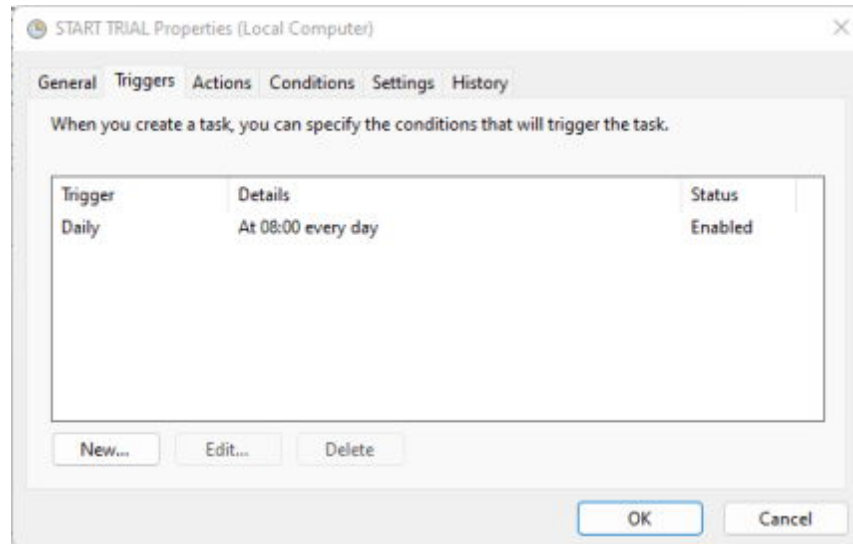 START TRIAL Properties (Local Computer)
General Triggers Actions Conditions Settings History
When you create a task, you can specify the conditions that will trigger the task.
Trigger Details Status
Daily At 08:00 every day Enabled
New... Edit... Delete
OK Cancel